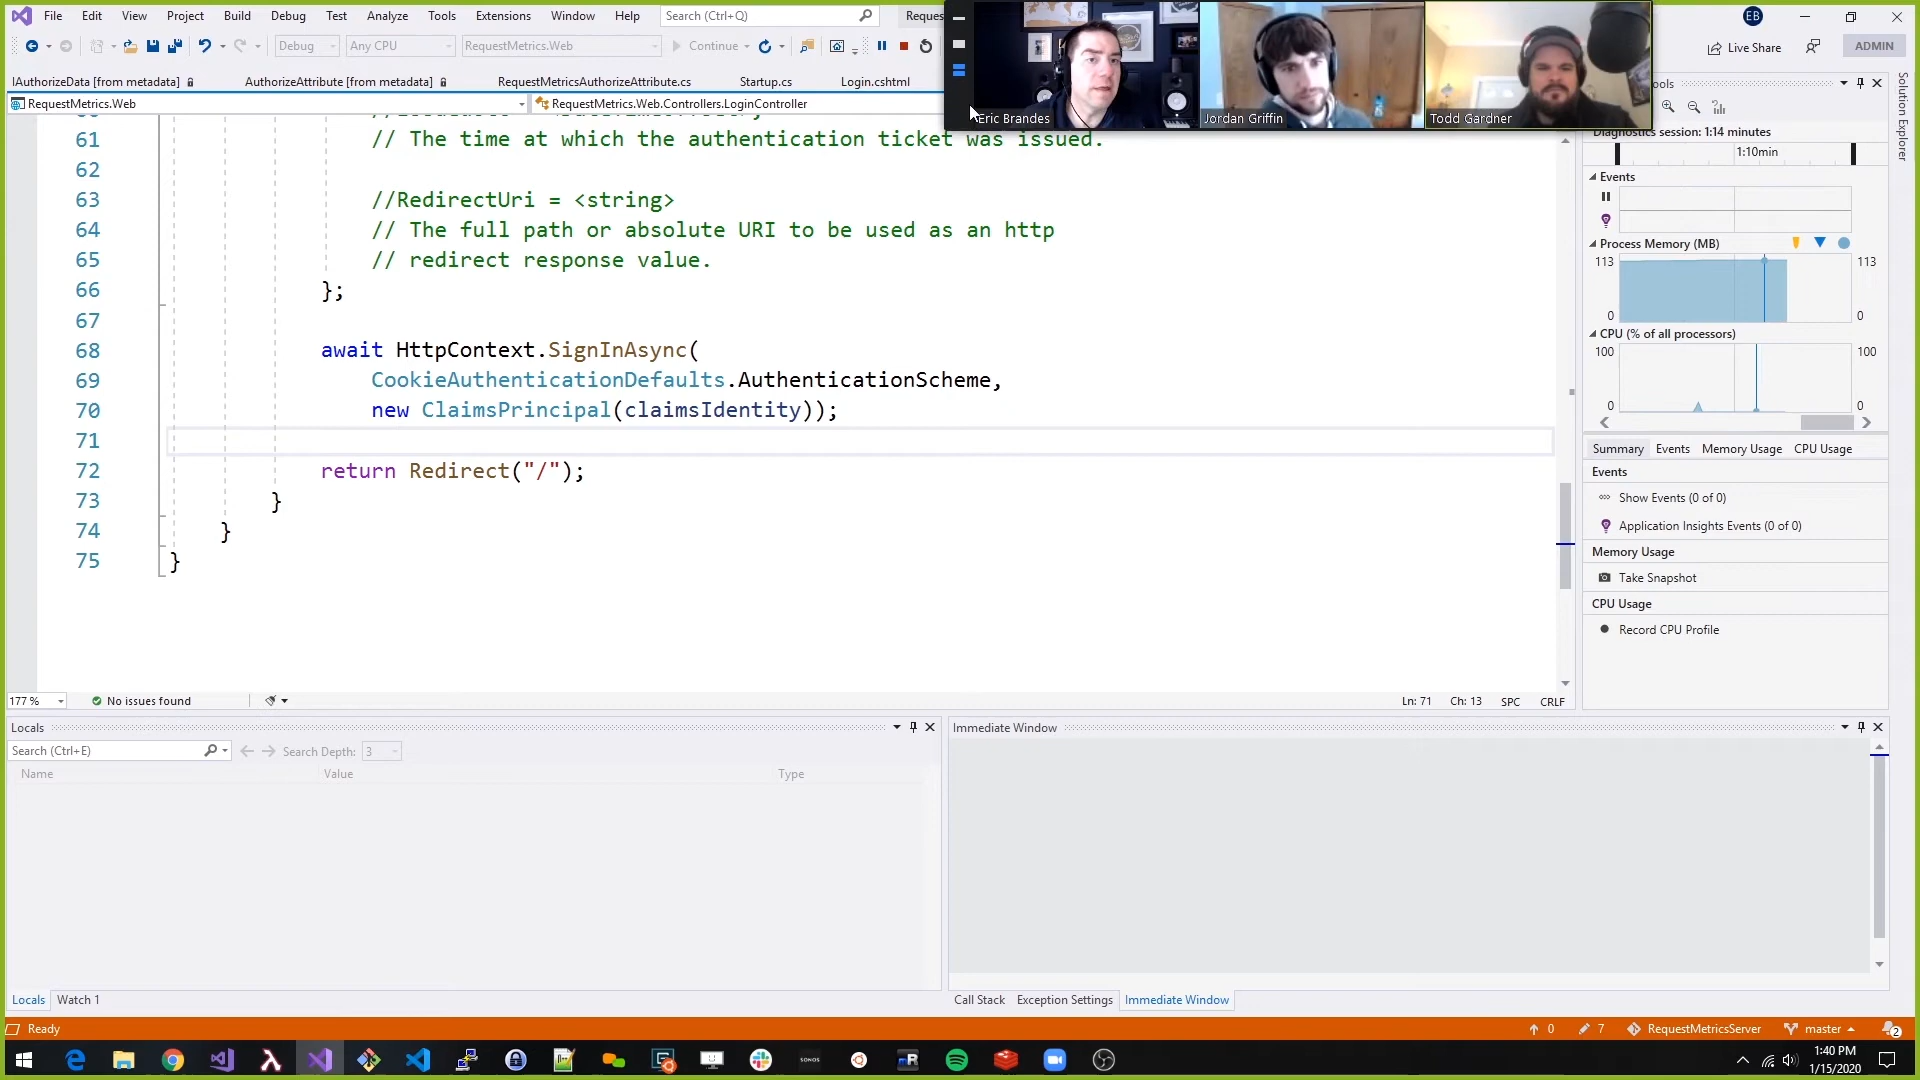 File Edit View Project Build Debug Test Analyze Tools Extensions Window Help Search (Ctrl+Q)
EB
Debug Any CPU RequestMetrics.Web Continue Live Share ADMIN
IAuthorizeData [from metadata] AuthorizeAttribute [from metadata] RequestMetricsAuthorizeAttribute.cs Startup.cs Login.cshtml
RequestMetrics.Web RequestMetrics.Web.Controllers.LoginController
Eric Brandes Jordan Griffin Todd Gardner
Solution Explorer
61 // The time at which the authentication ticket was issued.
62
63 //RedirectUri = <string>
64 // The full path or absolute URI to be used as an http
65 // redirect response value.
66 };
67
68 await HttpContext.SignInAsync(
69 CookieAuthenticationDefaults.AuthenticationScheme,
70 new ClaimsPrincipal(claimsIdentity));
71
72 return Redirect("/");
73 }
74 }
75 }
177 % No issues found Ln: 71 Ch: 13 SPC CRLF
Diagnostics session: 1:14 minutes
1:10min
Events
Process Memory (MB)
113 113
0 0
CPU (% of all processors)
100 100
0 0
Summary Events Memory Usage CPU Usage
Events
Show Events (0 of 0)
Application Insights Events (0 of 0)
Memory Usage
Take Snapshot
CPU Usage
Record CPU Profile
Locals
Search (Ctrl+E) Search Depth: 3
Name Value Type
Locals Watch 1
Immediate Window
Call Stack Exception Settings Immediate Window
Ready 0 7 RequestMetricsServer master 2
SONOS
1:40 PM
1/15/2020